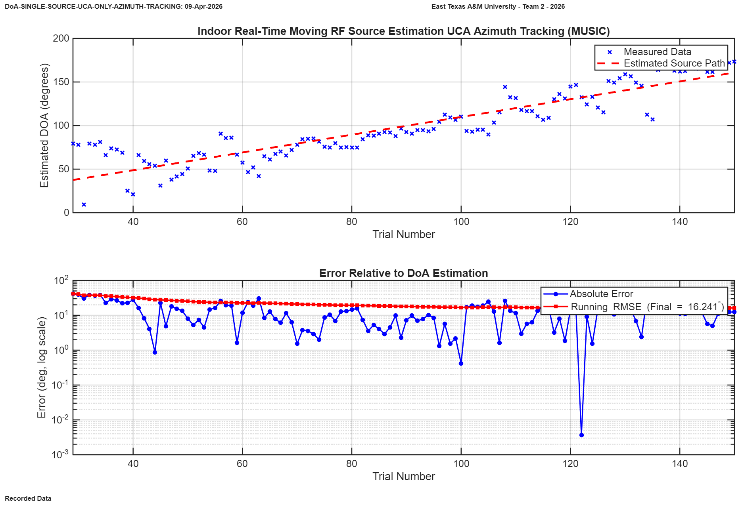 DoA-SINGLE-SOURCE-UCA-ONLY-AZIMUTH-TRACKING: 09-Apr-2026
East Texas A&M University - Team 2 - 2026
Indoor Real-Time Moving RF Source Estimation UCA Azimuth Tracking (MUSIC)
Estimated DOA (degrees)
200
150
100
50
0
Measured Data
Estimated Source Path
40 60 80 100 120 140
Trial Number
Error Relative to DoA Estimation
Error (deg, log scale)
10²
10¹
10⁰
10⁻¹
10⁻²
10⁻³
Absolute Error
Running RMSE (Final = 16.241°)
40 60 80 100 120 140
Trial Number
Recorded Data